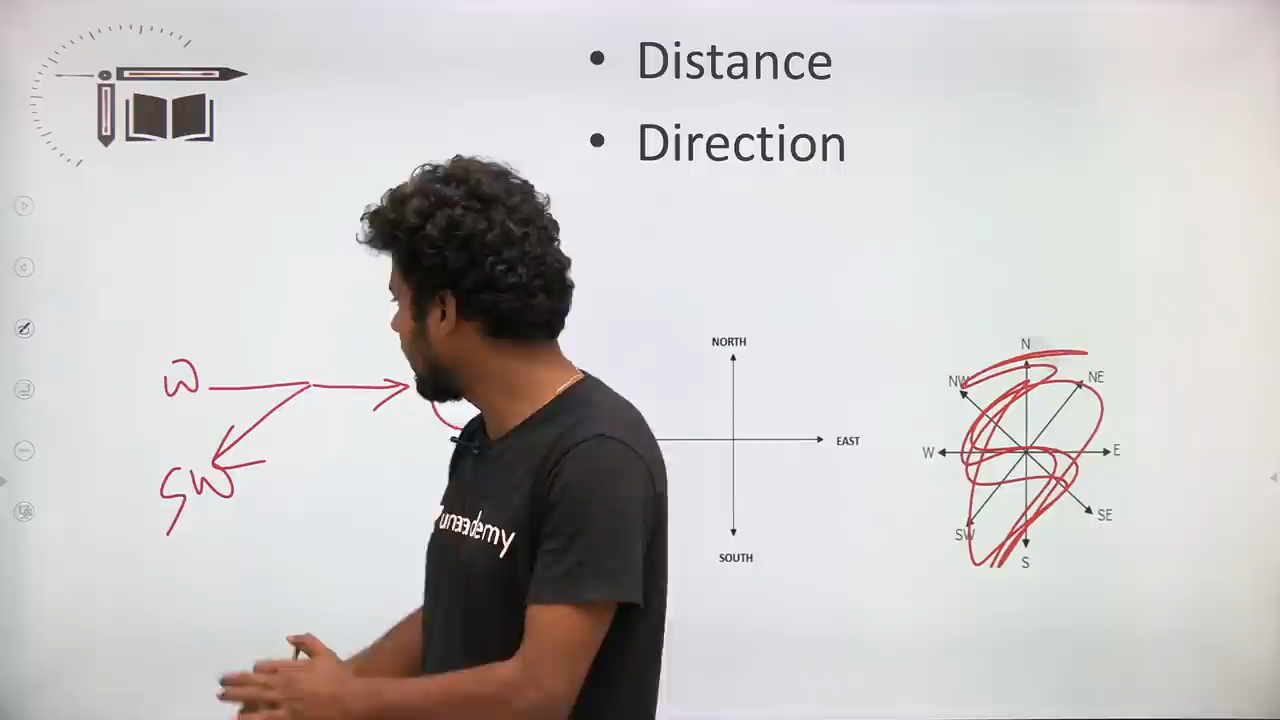 • Distance
• Direction
NORTH
EAST
SOUTH
N
NW
NE
W
E
SW
SE
S
W
SW
unacademy